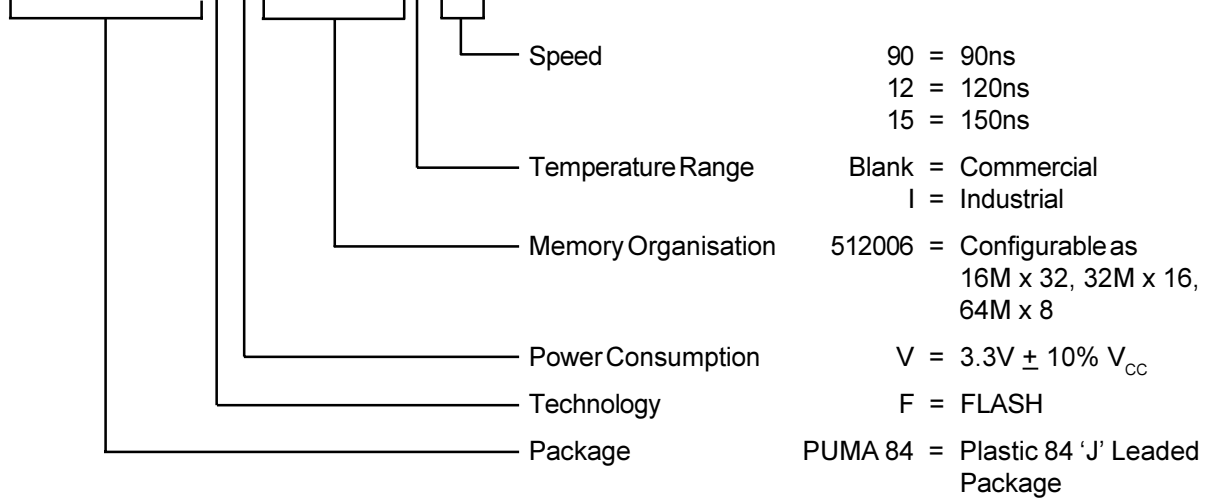 Speed 90 = 90ns
12 = 120ns
15 = 150ns
Temperature Range Blank = Commercial
I = Industrial
Memory Organisation 512006 = Configurable as
16M x 32, 32M x 16,
64M x 8
Power Consumption V = 3.3V ± 10% VCC
Technology F = FLASH
Package PUMA 84 = Plastic 84 ‘J’ Leaded
Package